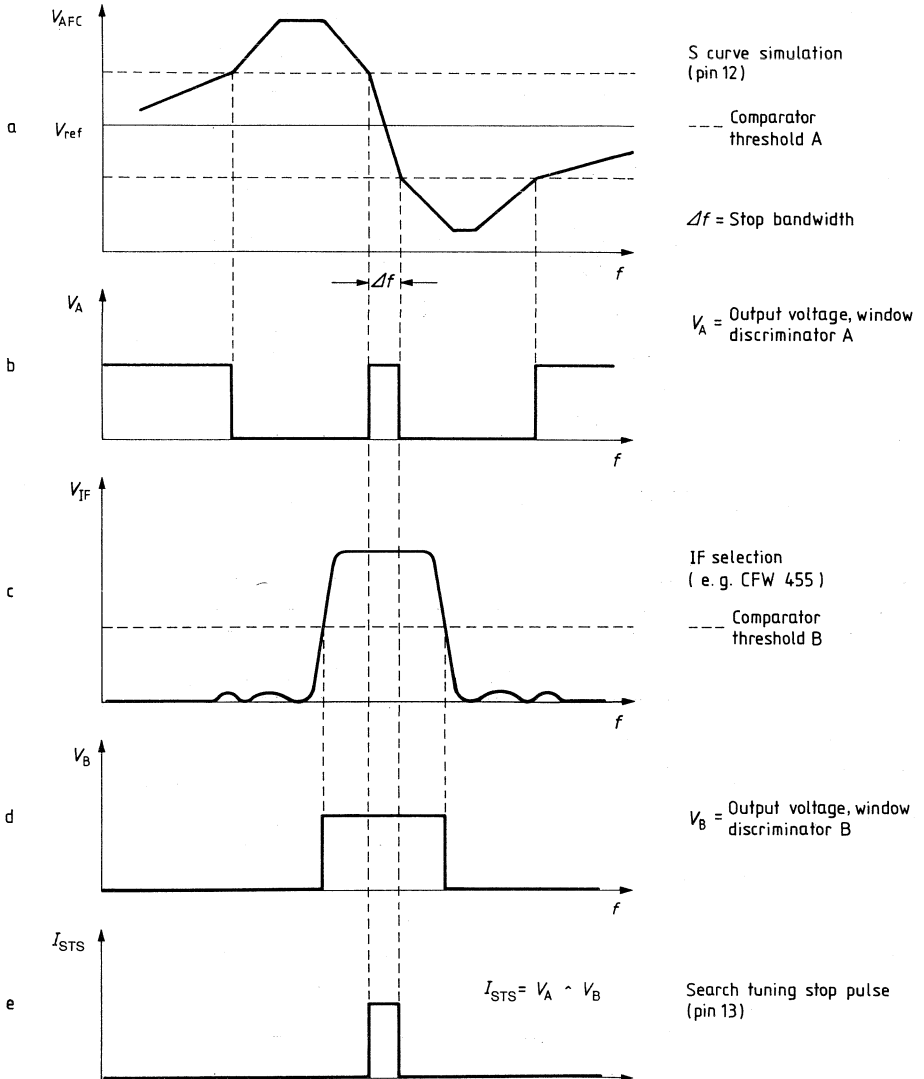 V_AFC
S curve simulation
(pin 12)
a
V_ref
--- Comparator
threshold A
Δf = Stop bandwidth
f
Δf
V_A
V_A = Output voltage, window
discriminator A
b
f
V_IF
IF selection
( e. g. CFW 455 )
c
--- Comparator
threshold B
f
V_B
d
V_B = Output voltage, window
discriminator B
f
I_STS
I_STS = V_A ^ V_B
Search tuning stop pulse
(pin 13)
e
f